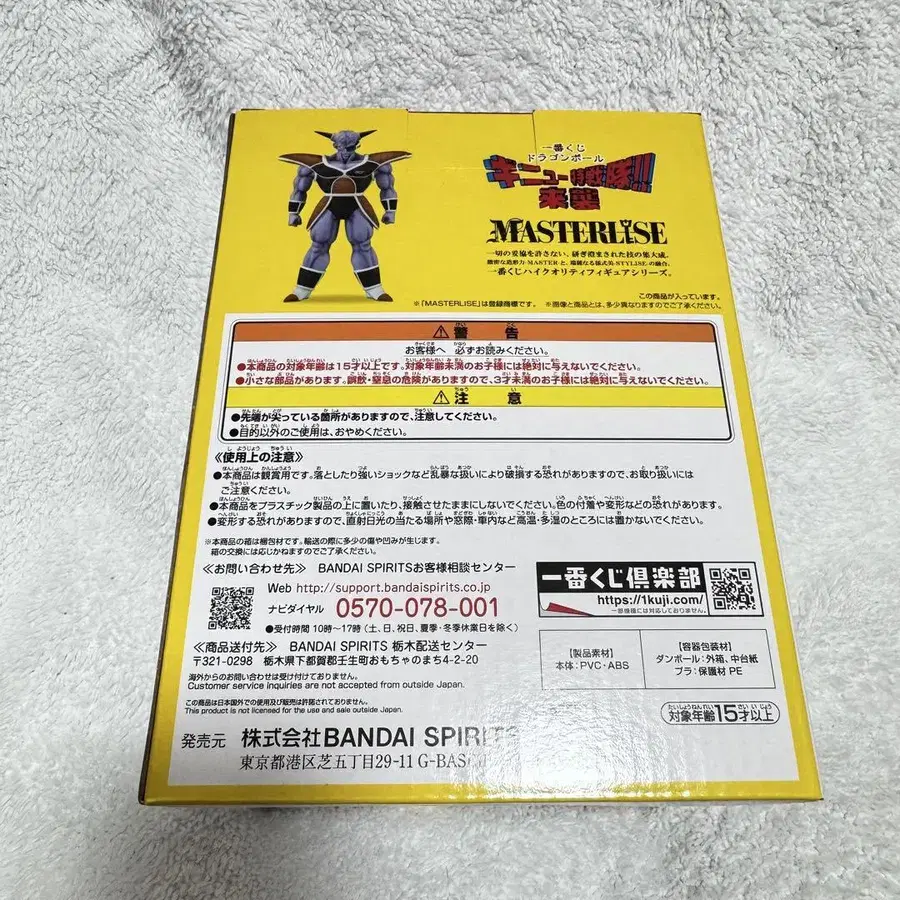 一番くじ
ドラゴンボール
ギニュー特戦隊!!
来襲
MASTERLISE
一切の妥協を許さない、研ぎ澄まされた技の集大成。
緻密な造形力-MASTER-と、端麗なる様式美-STYLISE-の融合。
一番くじハイクオリティフィギュアシリーズ。
この商品が入っています。
※「MASTERLISE」は登録商標です。 ※画像と商品とは、多少異なりますのでご了承ください。
⚠警告
お客様へ 必ずお読みください。
●本商品の対象年齢は15才以上です。対象年齢未満のお子様には絶対に与えないでください。
●小さな部品があります。誤飲・窒息の危険がありますので、3才未満のお子様には絶対に与えないでください。
⚠注意
●先端が尖っている箇所がありますので、注意してください。
●目的以外のご使用は、おやめください。
《使用上の注意》
●本商品は観賞用です。落としたり強いショックなど乱暴な扱いにより破損する恐れがありますので、お取り扱いには
ご注意ください。
●本商品をプラスチック製品の上に置いたり、接触させたままにしないでください。色の付着や変形などの恐れがあります。
●変形する恐れがありますので、直射日光の当たる場所や窓際・車内など高温・多湿のところには置かないでください。
※本商品の箱は梱包材です。輸送の際に多少の傷や凹みが生じます。
箱の交換には応じかねますのでご了承ください。
≪お問い合わせ先≫ BANDAI SPIRITSお客様相談センター
Web http://support.bandaispirits.co.jp
ナビダイヤル 0570-078-001
●受付時間 10時～17時(土、日、祝日、夏季・冬季休業日を除く)
一番くじ倶楽部
https://1kuji.com/
一部機種には対応しておりません。
≪商品送付先≫ BANDAI SPIRITS 栃木配送センター
〒321-0298 栃木県下都賀郡壬生町おもちゃのまち4-2-20
海外からのお問い合わせは受け付けておりません。
Customer service inquiries are not accepted from outside Japan.
【製品素材】
本体:PVC・ABS
【容器包装材】
ダンボール:外箱、中台紙
プラ:保護材 PE
この商品は日本国外での使用及び販売は許諾されておりません。
This product is not licensed for the use and sale outside Japan.
対象年齢15才以上
発売元 株式会社BANDAI SPIRITS
東京都港区芝五丁目29-11 G-BAS